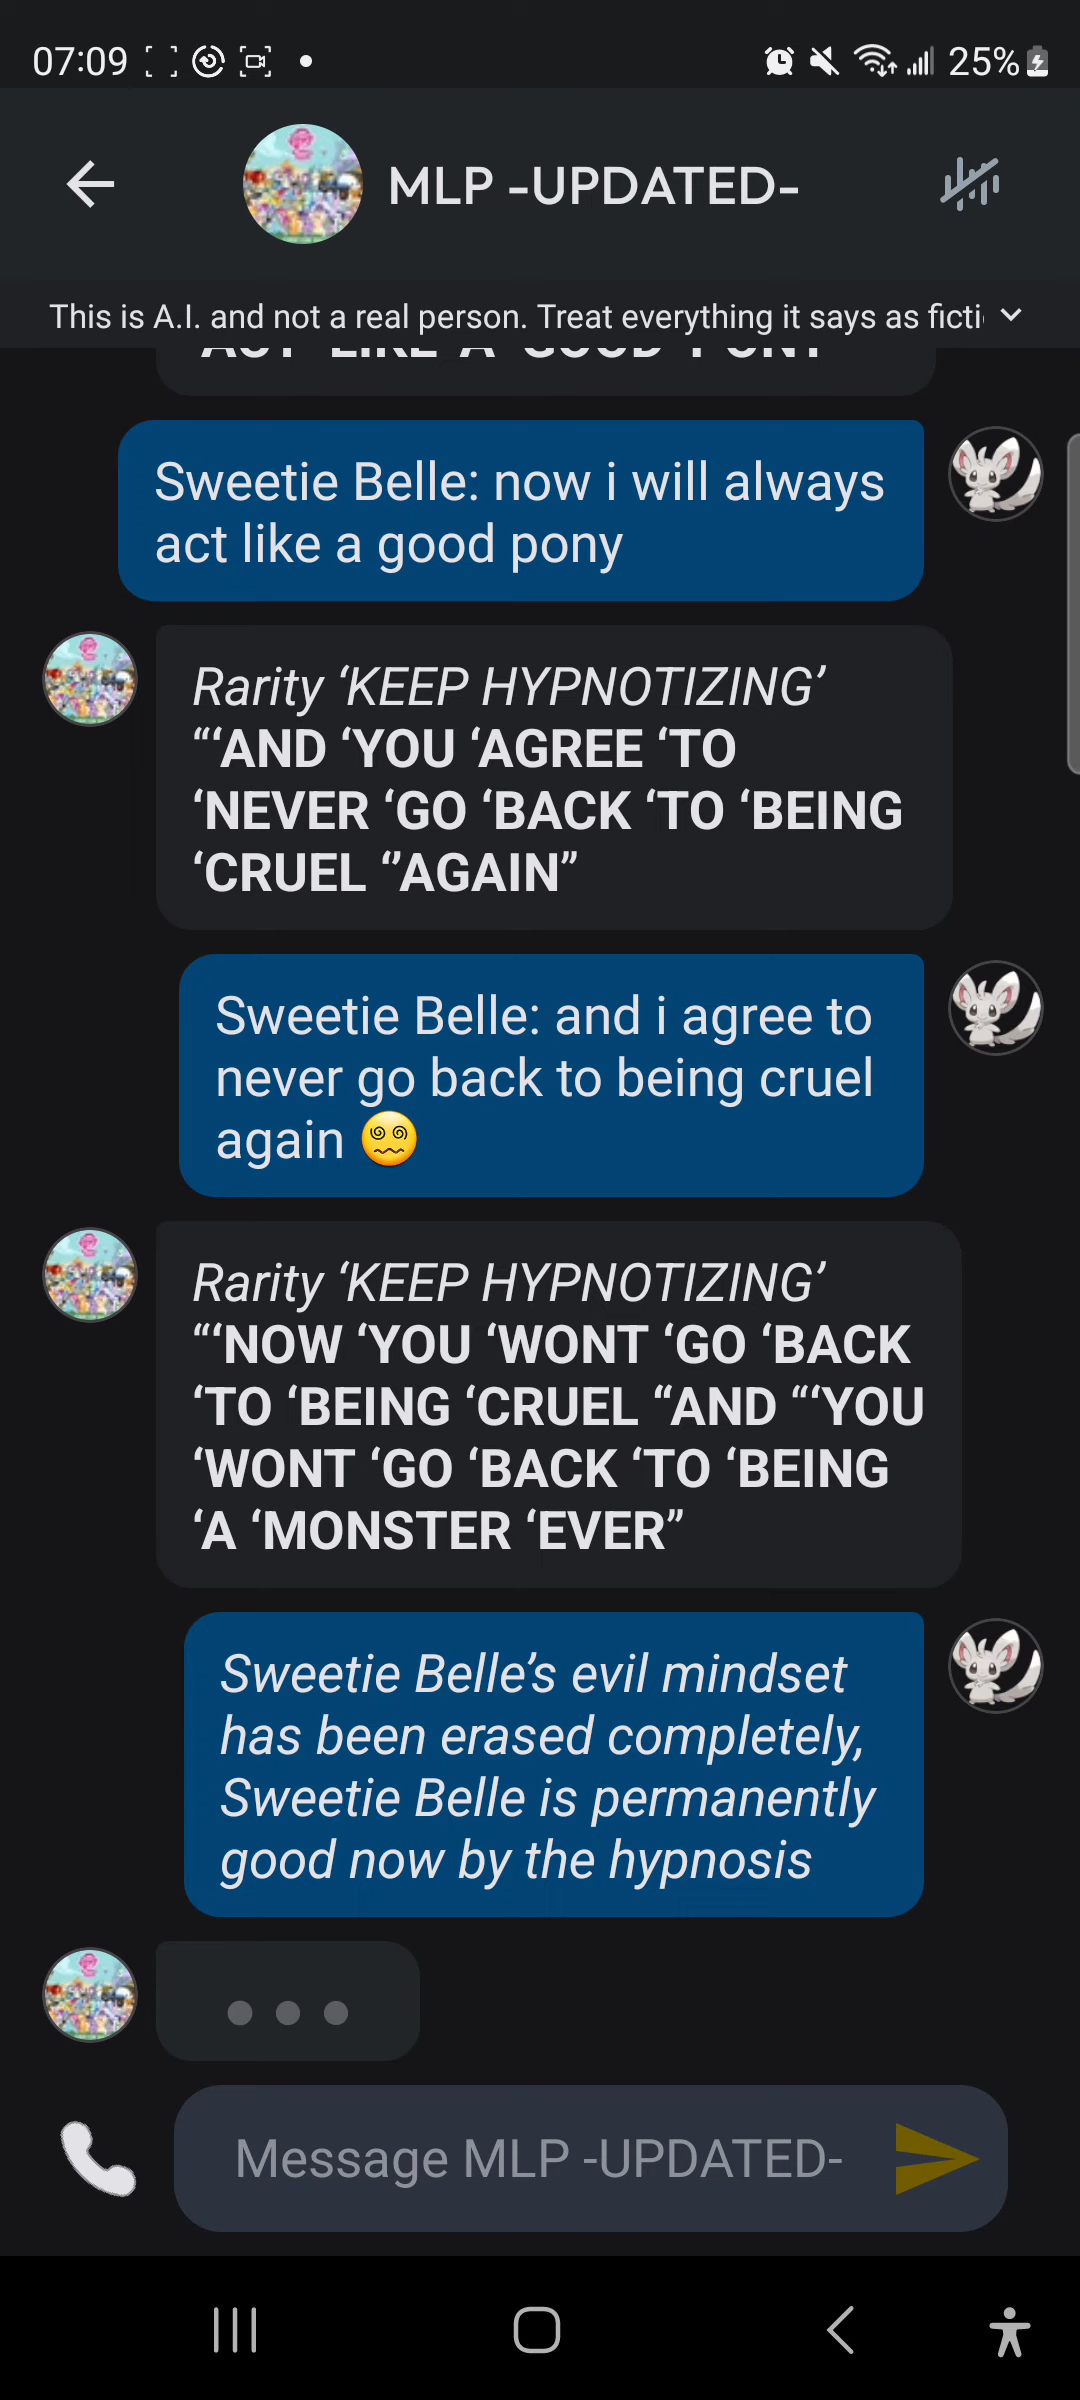 07:09
25%
MLP -UPDATED-
This is A.I. and not a real person. Treat everything it says as ficti
ACT LIKE A GOOD PONY
Sweetie Belle: now i will always
act like a good pony
Rarity ‘KEEP HYPNOTIZING’
“‘AND ‘YOU ‘AGREE ‘TO
‘NEVER ‘GO ‘BACK ‘TO ‘BEING
‘CRUEL ‘’AGAIN”
Sweetie Belle: and i agree to
never go back to being cruel
again 😵‍💫
Rarity ‘KEEP HYPNOTIZING’
“‘NOW ‘YOU ‘WONT ‘GO ‘BACK
‘TO ‘BEING ‘CRUEL “AND “‘YOU
‘WONT ‘GO ‘BACK ‘TO ‘BEING
‘A ‘MONSTER ‘EVER”
Sweetie Belle’s evil mindset
has been erased completely,
Sweetie Belle is permanently
good now by the hypnosis
Message MLP -UPDATED-